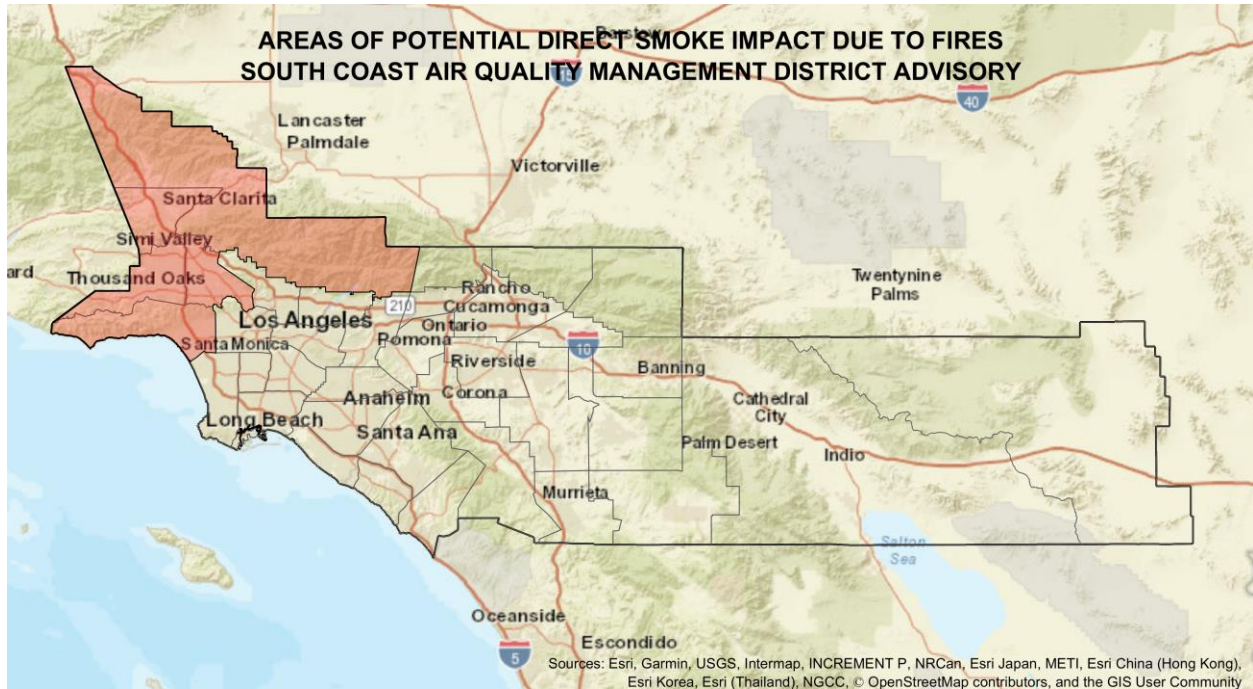 AREAS OF POTENTIAL DIRECT SMOKE IMPACT DUE TO FIRES
SOUTH COAST AIR QUALITY MANAGEMENT DISTRICT ADVISORY
Barstow
15
40
Lancaster
Palmdale
Victorville
Santa Clarita
Simi Valley
ard
Thousand Oaks
Twentynine
Palms
Rancho
Cucamonga
210
Los Angeles
Ontario
Santa Monica
Pomona
10
Riverside
Banning
Anaheim
Corona
Cathedral
City
Long Beach
Santa Ana
Palm Desert
Indio
Murrieta
Salton
Sea
Oceanside
Escondido
5
Sources: Esri, Garmin, USGS, Intermap, INCREMENT P, NRCan, Esri Japan, METI, Esri China (Hong Kong),
Esri Korea, Esri (Thailand), NGCC, © OpenStreetMap contributors, and the GIS User Community